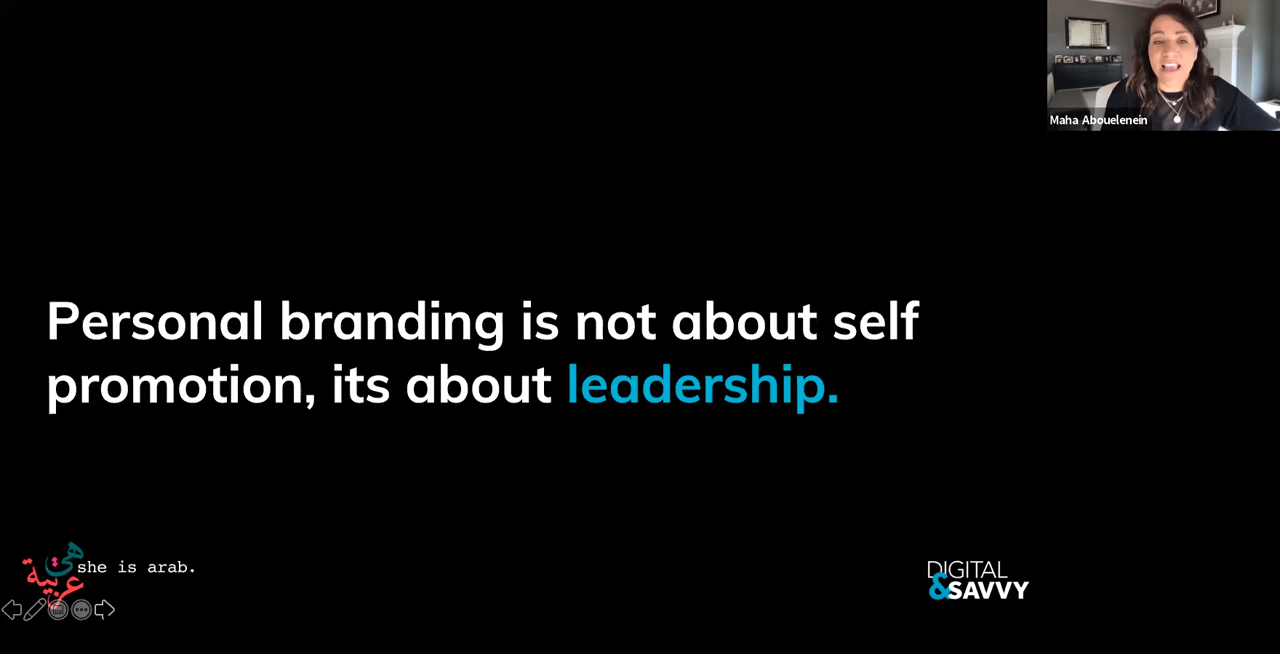 Maha Abouelenein
Personal branding is not about self
promotion, its about leadership.
هي
عربية
she is arab.
DIGITAL
&SAVVY